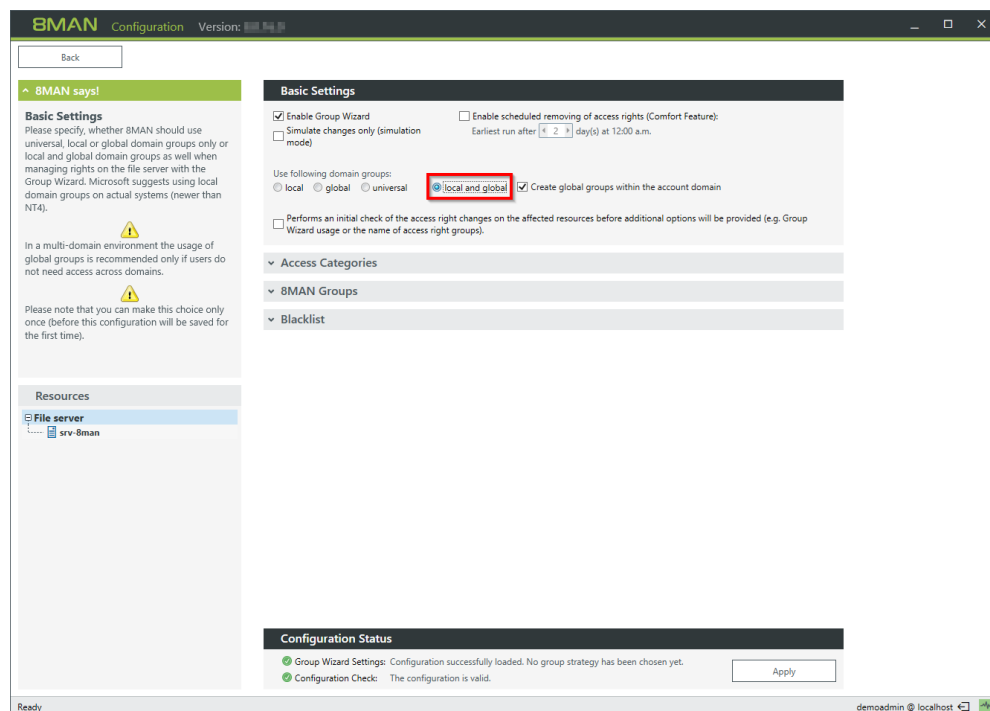 8MAN Configuration Version:
Back
8MAN says!
Basic Settings
Please specify, whether 8MAN should use
universal, local or global domain groups only or
local and global domain groups as well when
managing rights on the file server with the
Group Wizard. Microsoft suggests using local
domain groups on actual systems (newer than
NT4).
In a multi-domain environment the usage of
global groups is recommended only if users do
not need access across domains.
Please note that you can make this choice only
once (before this configuration will be saved for
the first time).
Resources
File server
srv-8man
Basic Settings
Enable Group Wizard
Simulate changes only (simulation
mode)
Enable scheduled removing of access rights (Comfort Feature):
Earliest run after 2 day(s) at 12:00 a.m.
Use following domain groups:
local global universal local and global Create global groups within the account domain
Performs an initial check of the access right changes on the affected resources before additional options will be provided (e.g. Group
Wizard usage or the name of access right groups).
Access Categories
8MAN Groups
Blacklist
Configuration Status
Group Wizard Settings: Configuration successfully loaded. No group strategy has been chosen yet.
Configuration Check: The configuration is valid.
Apply
Ready
demoadmin @ localhost